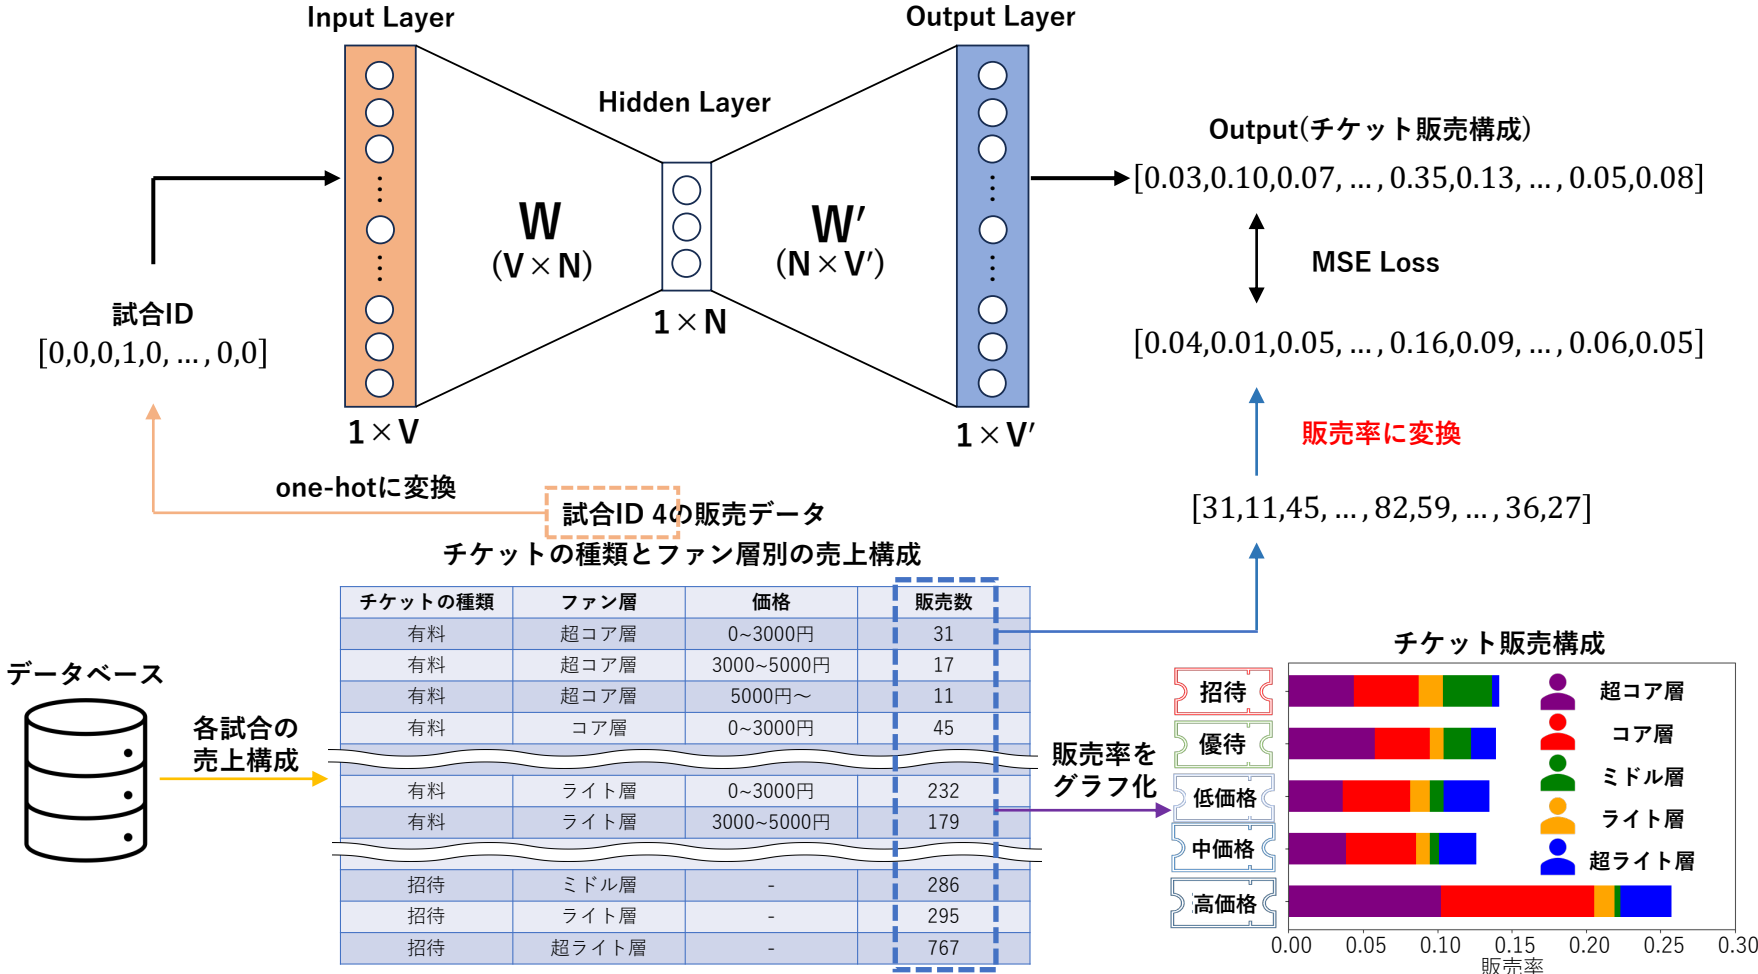 Input Layer
Output Layer
Hidden Layer
Output(チケット販売構成)
[0.03,0.10,0.07, … , 0.35,0.13, … , 0.05,0.08]
W
(V×N)
W′
(N×V′)
MSE Loss
試合ID
[0,0,0,1,0, … , 0,0]
1×N
[0.04,0.01,0.05, … , 0.16,0.09, … , 0.06,0.05]
1×V
1×V′
販売率に変換
one-hotに変換
試合ID 4の販売データ
[31,11,45, … , 82,59, … , 36,27]
チケットの種類とファン層別の売上構成
チケットの種類 ファン層 価格 販売数
有料 超コア層 0~3000円 31
有料 超コア層 3000~5000円 17
有料 超コア層 5000円～ 11
有料 コア層 0~3000円 45
有料 ライト層 0~3000円 232
有料 ライト層 3000~5000円 179
招待 ミドル層 - 286
招待 ライト層 - 295
招待 超ライト層 - 767
データベース
各試合の
売上構成
販売率を
グラフ化
チケット販売構成
招待
優待
低価格
中価格
高価格
超コア層
コア層
ミドル層
ライト層
超ライト層
0.00 0.05 0.10 0.15 0.20 0.25 0.30
販売率